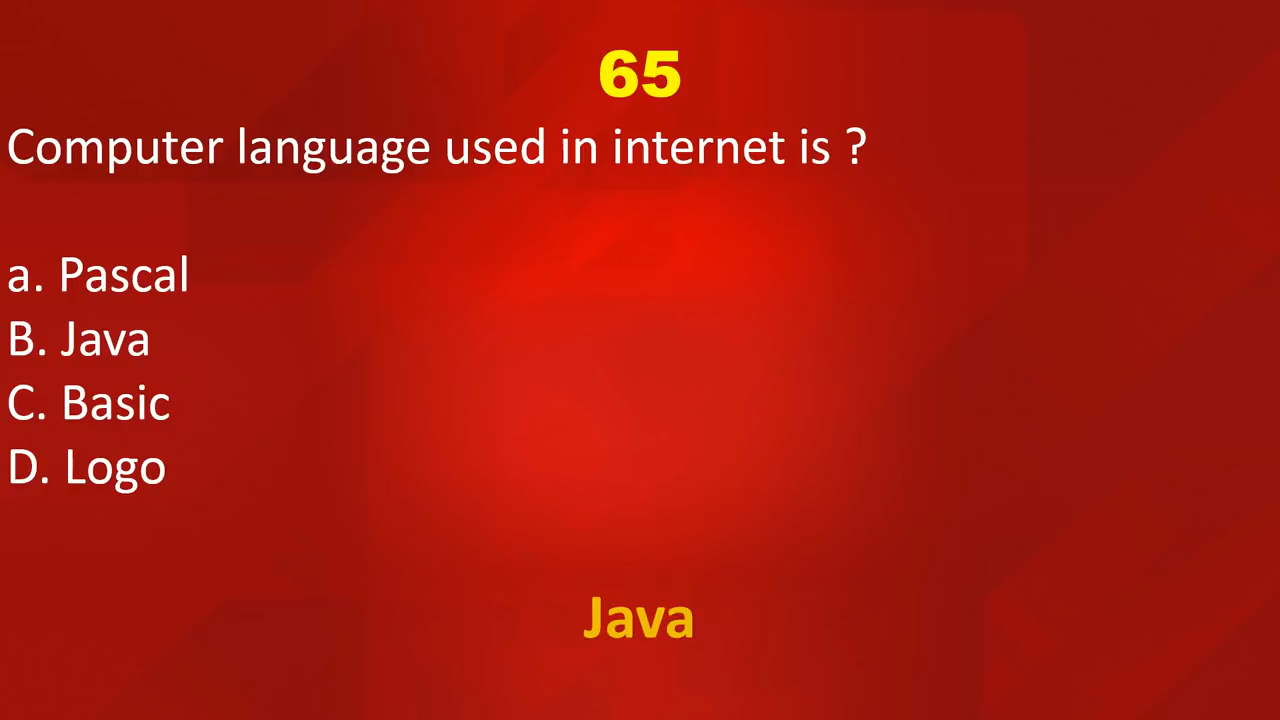 65
Computer language used in internet is ?
a. Pascal
B. Java
C. Basic
D. Logo
Java